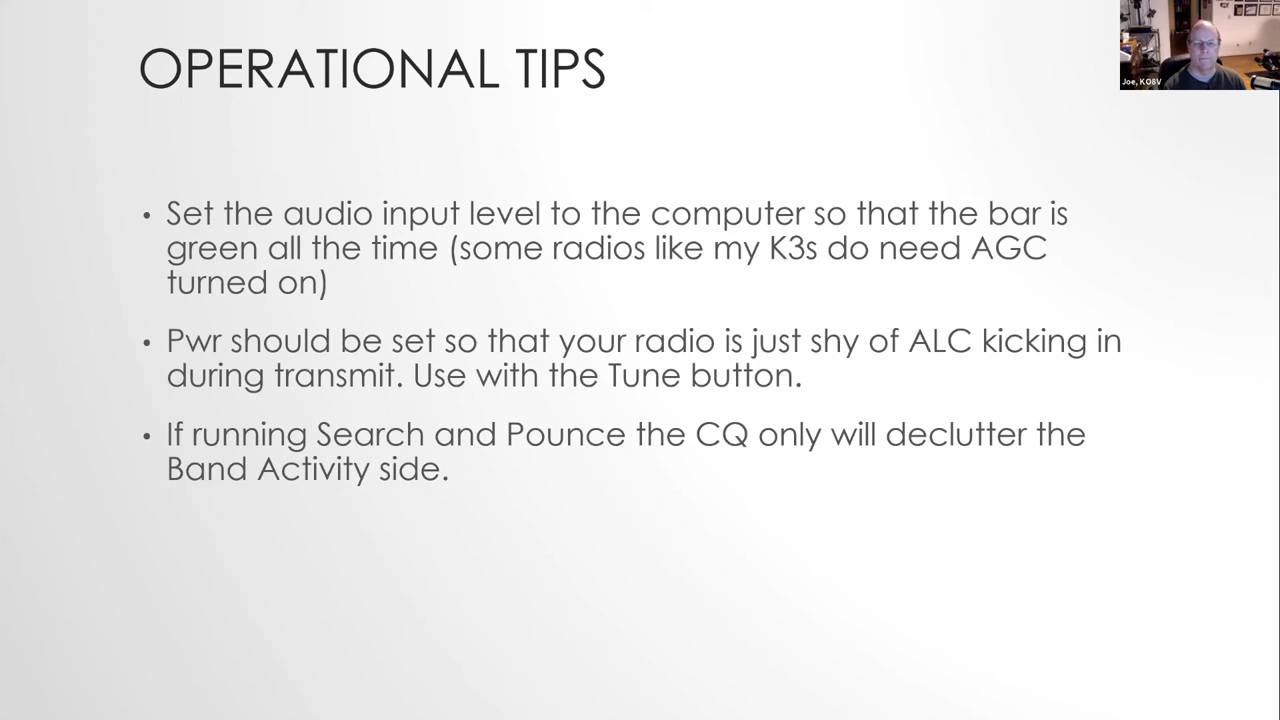 OPERATIONAL TIPS
Joe, KO8V
• Set the audio input level to the computer so that the bar is
green all the time (some radios like my K3s do need AGC
turned on)
• Pwr should be set so that your radio is just shy of ALC kicking in
during transmit. Use with the Tune button.
• If running Search and Pounce the CQ only will declutter the
Band Activity side.